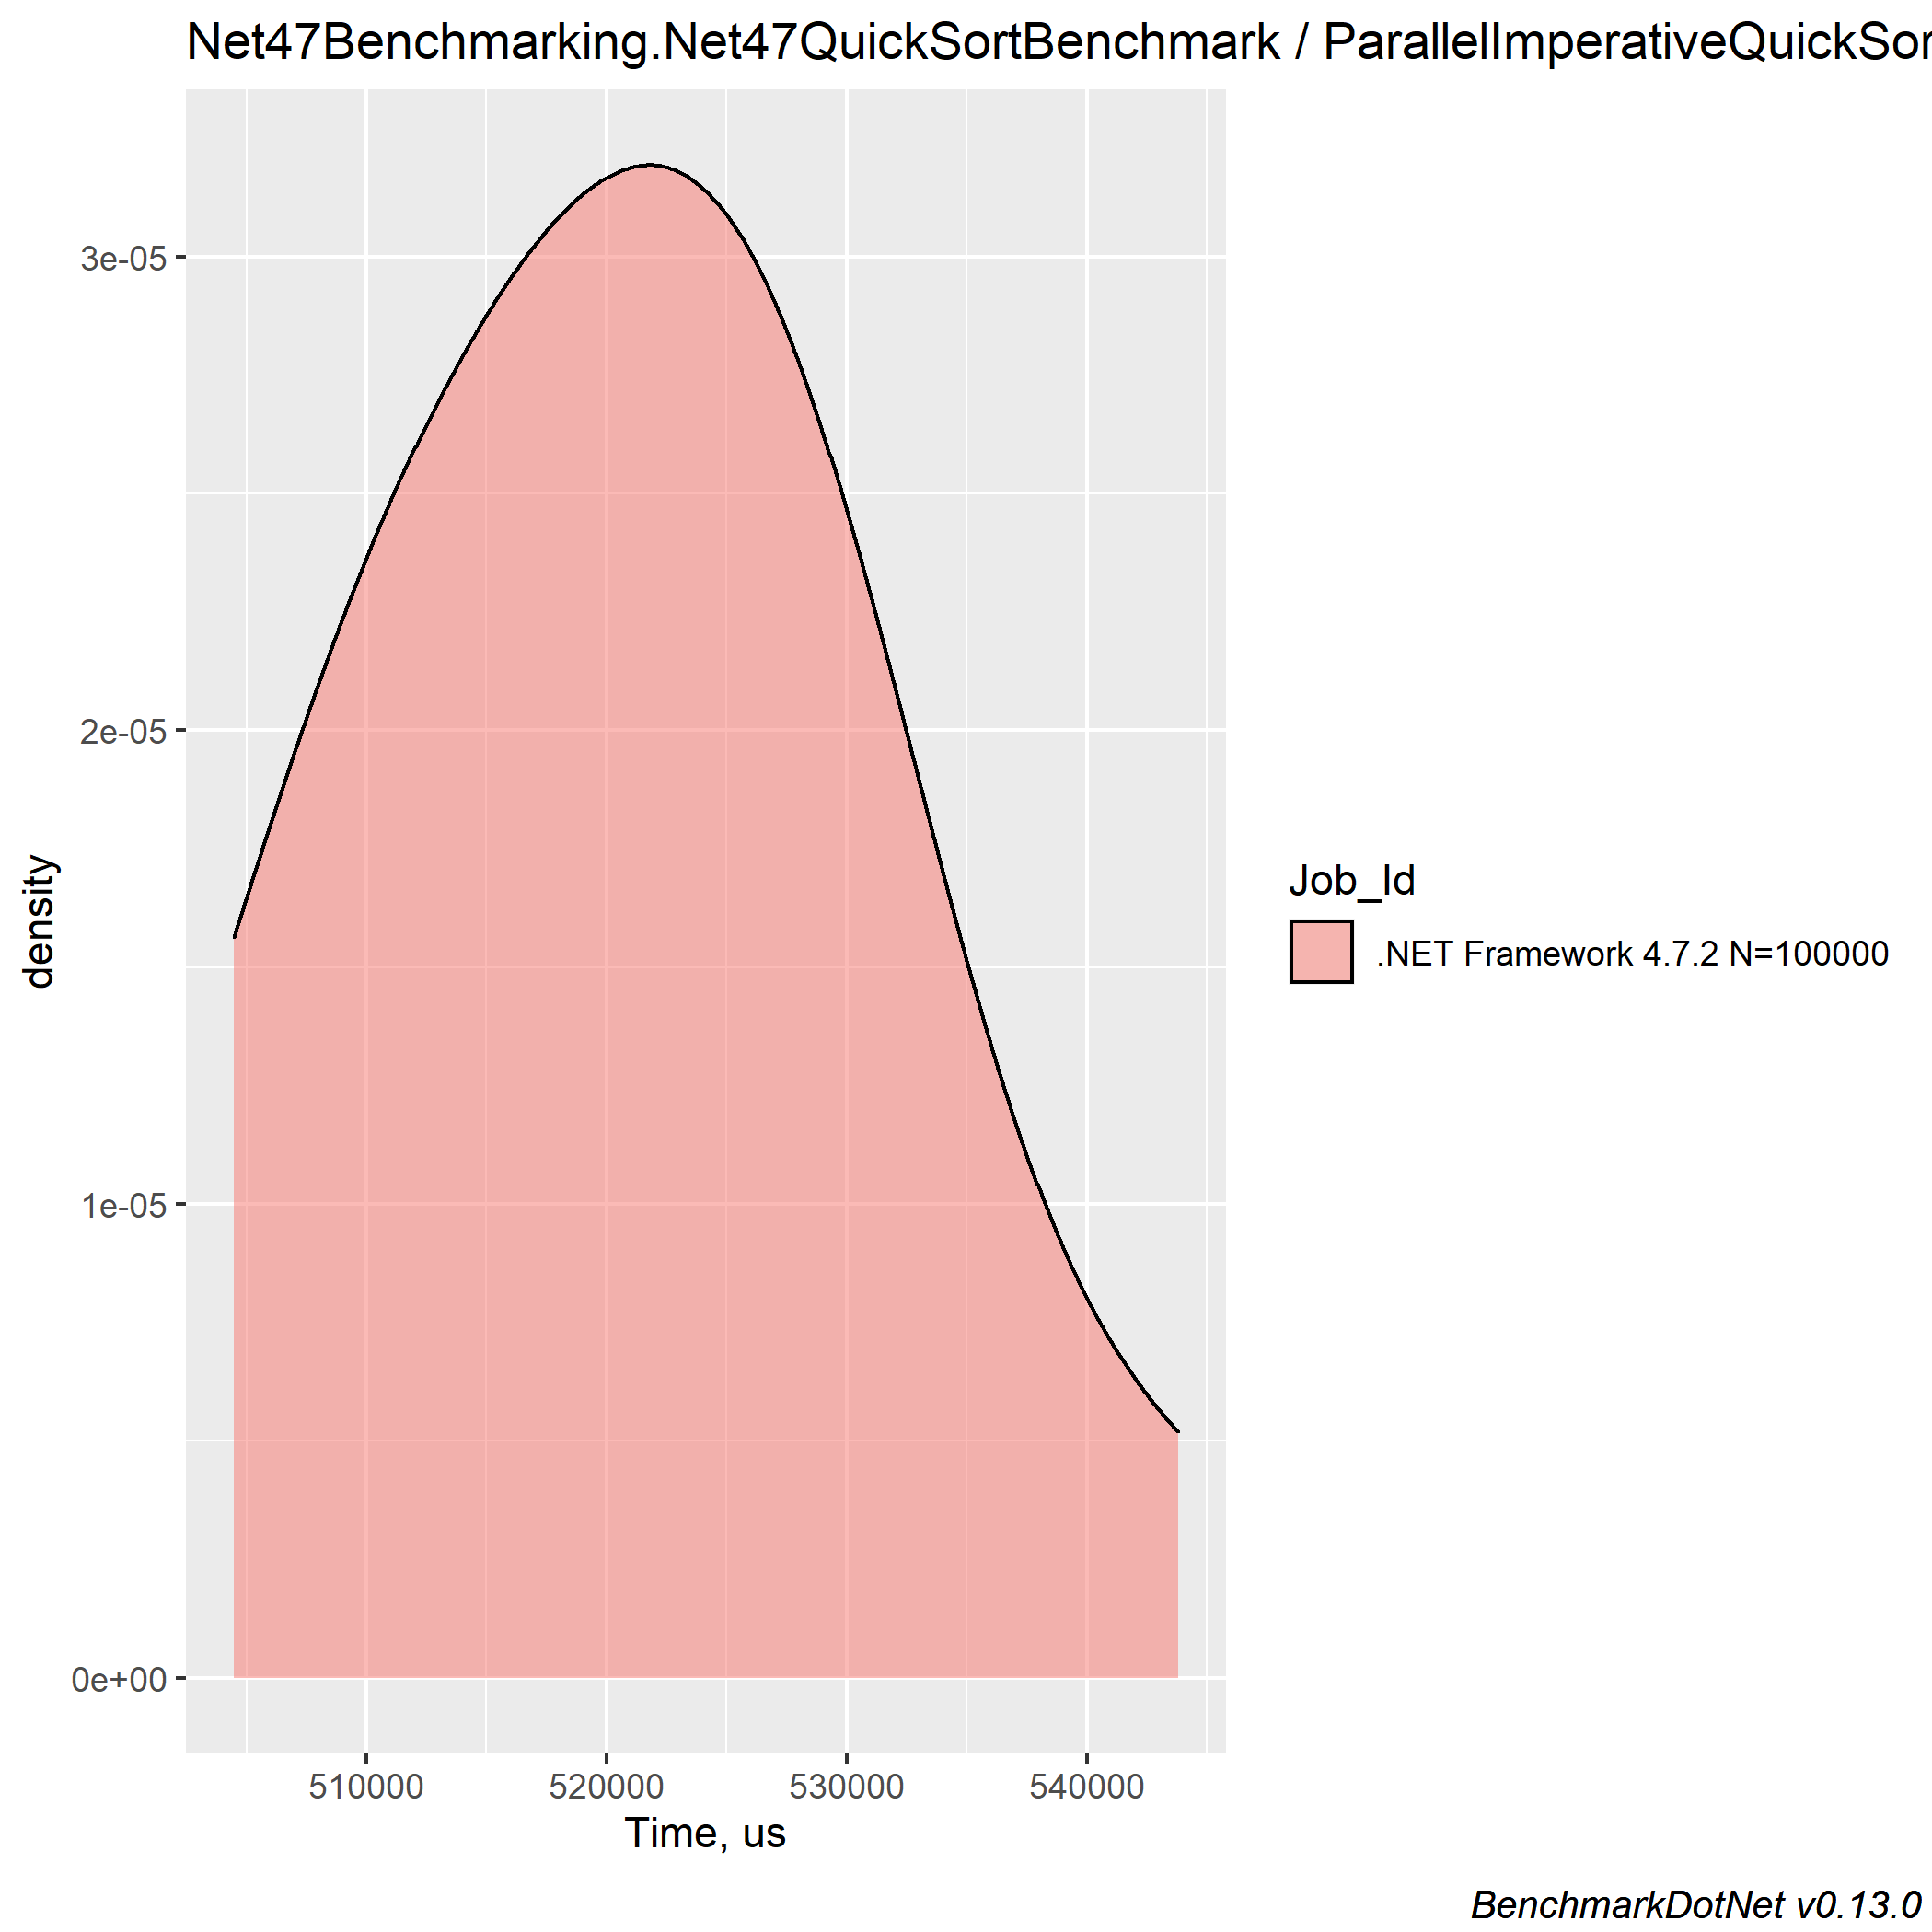 Net47Benchmarking.Net47QuickSortBenchmark / ParallelImperativeQuickSor
3e-05
2e-05
1e-05
0e+00
density
510000 520000 530000 540000
Time, us
Job_Id
.NET Framework 4.7.2 N=100000
BenchmarkDotNet v0.13.0